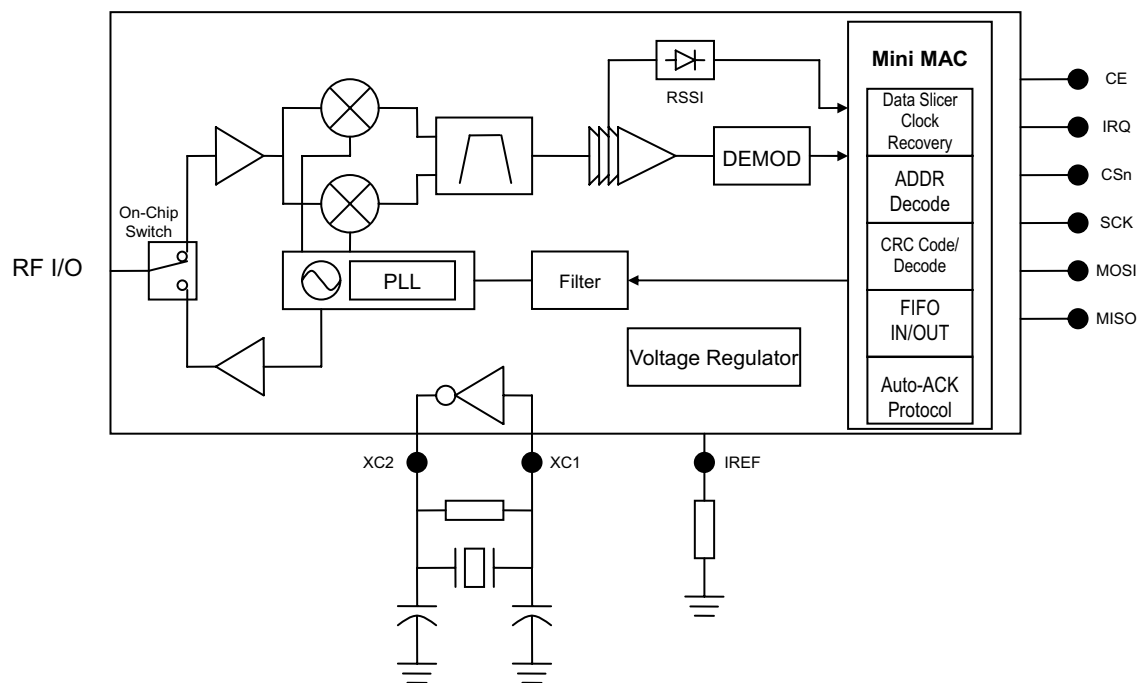 Mini MAC
RSSI
CE
Data Slicer
Clock
Recovery
IRQ
DEMOD
CSn
ADDR
Decode
On-Chip
Switch
SCK
CRC Code/
Decode
RF I/O
PLL
Filter
MOSI
FIFO
IN/OUT
MISO
Voltage Regulator
Auto-ACK
Protocol
XC2
XC1
IREF